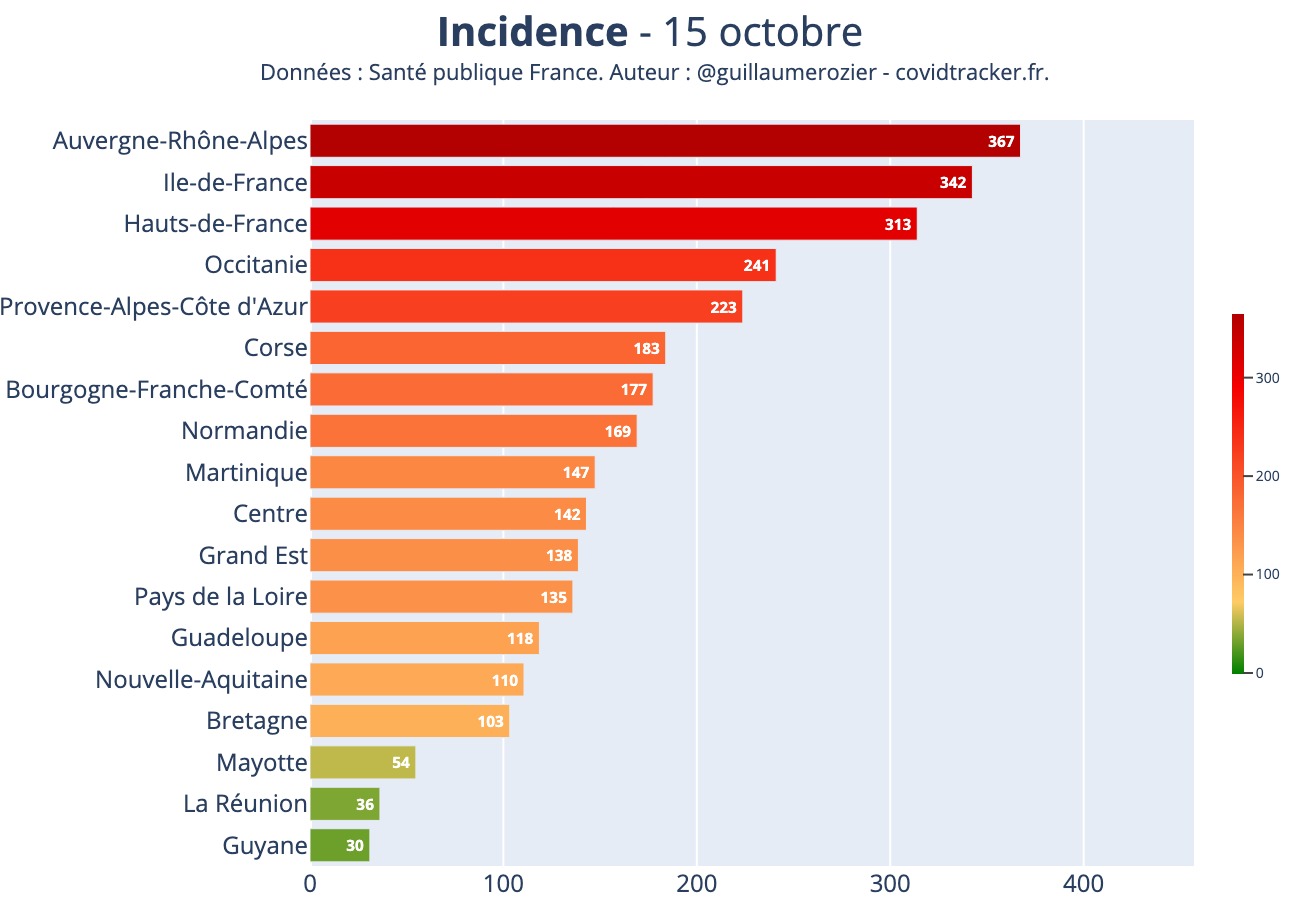 Incidence - 15 octobre
Données : Santé publique France. Auteur : @guillaumerozier - covidtracker.fr.
Auvergne-Rhône-Alpes 367
Ile-de-France 342
Hauts-de-France 313
Occitanie 241
Provence-Alpes-Côte d'Azur 223
Corse 183
Bourgogne-Franche-Comté 177
Normandie 169
Martinique 147
Centre 142
Grand Est 138
Pays de la Loire 135
Guadeloupe 118
Nouvelle-Aquitaine 110
Bretagne 103
Mayotte 54
La Réunion 36
Guyane 30
0 100 200 300 400
300
200
100
0